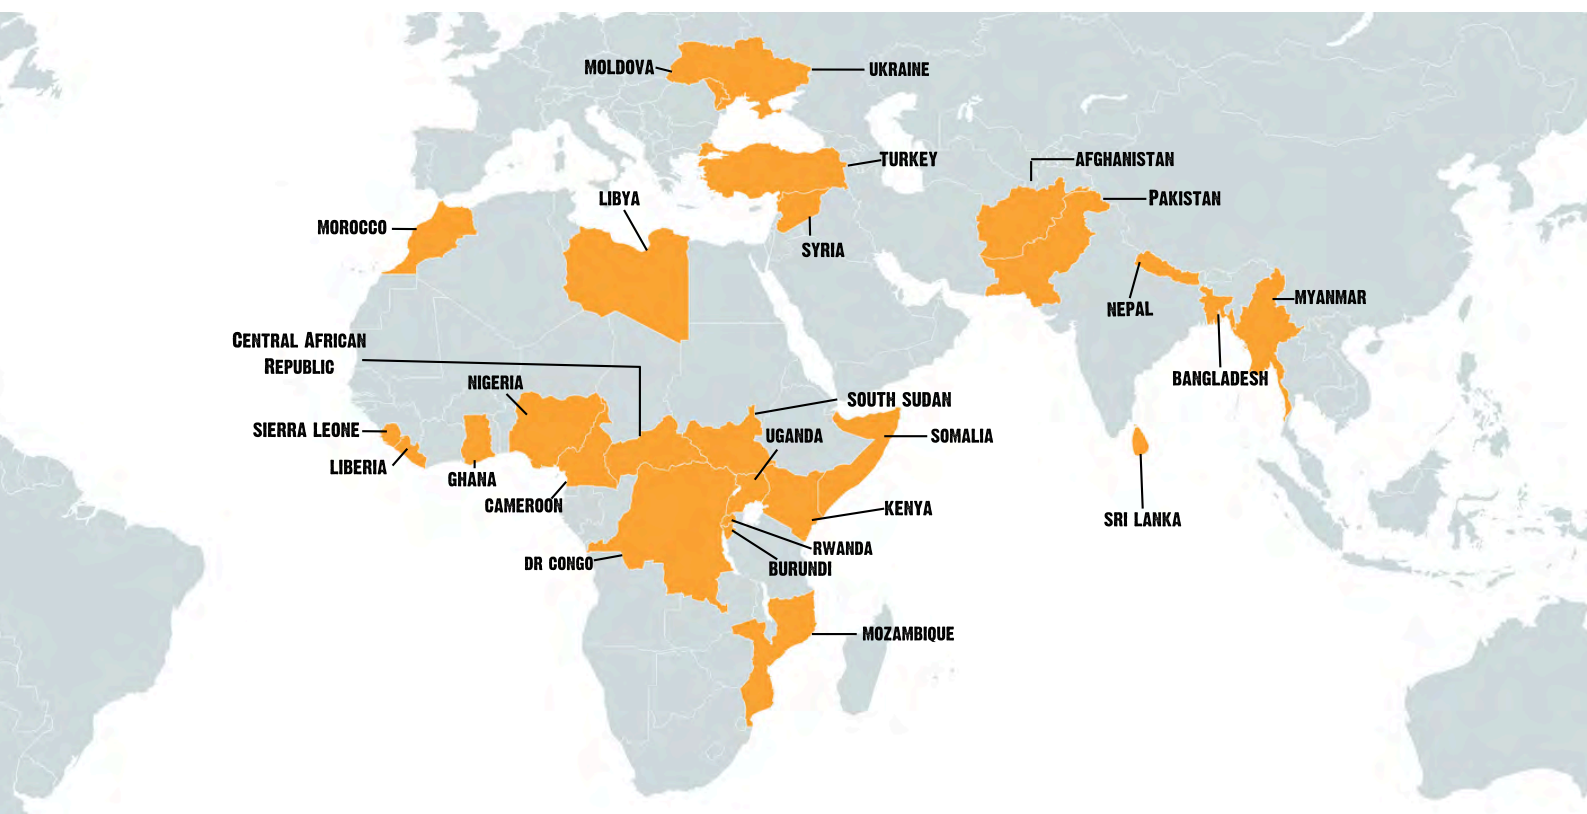 MOLDOVA
UKRAINE
TURKEY
AFGHANISTAN
PAKISTAN
LIBYA
MOROCCO
SYRIA
NEPAL
MYANMAR
CENTRAL AFRICAN
REPUBLIC
NIGERIA
BANGLADESH
SOUTH SUDAN
SIERRA LEONE
UGANDA
SOMALIA
LIBERIA
GHANA
CAMEROON
KENYA
SRI LANKA
RWANDA
DR CONGO
BURUNDI
MOZAMBIQUE